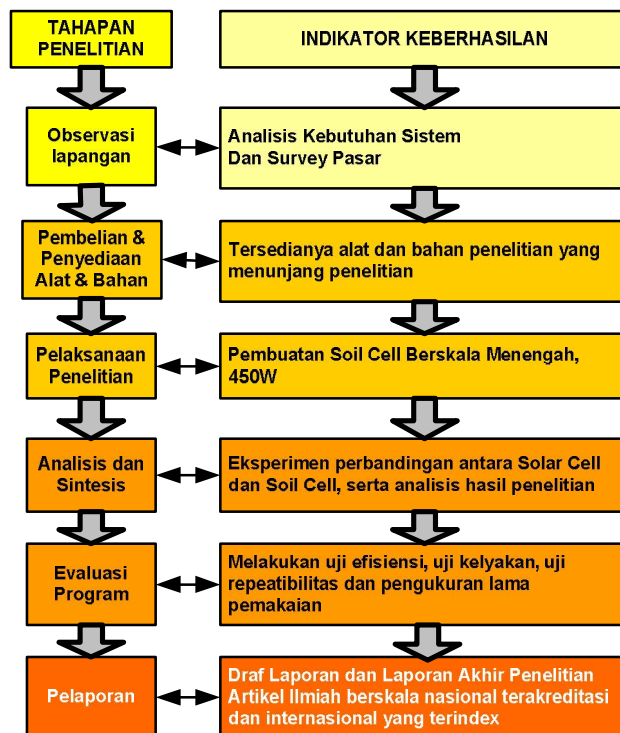 TAHAPAN
PENELITIAN
INDIKATOR KEBERHASILAN
Observasi
lapangan
Analisis Kebutuhan Sistem
Dan Survey Pasar
Pembelian &
Penyediaan
Alat & Bahan
Tersedianya alat dan bahan penelitian yang
menunjang penelitian
Pelaksanaan
Penelitian
Pembuatan Soil Cell Berskala Menengah,
450W
Analisis dan
Sintesis
Eksperimen perbandingan antara Solar Cell
dan Soil Cell, serta analisis hasil penelitian
Evaluasi
Program
Melakukan uji efisiensi, uji kelyakan, uji
repeatibilitas dan pengukuran lama
pemakaian
Pelaporan
Draf Laporan dan Laporan Akhir Penelitian
Artikel Ilmiah berskala nasional terakreditasi
dan internasional yang terindex